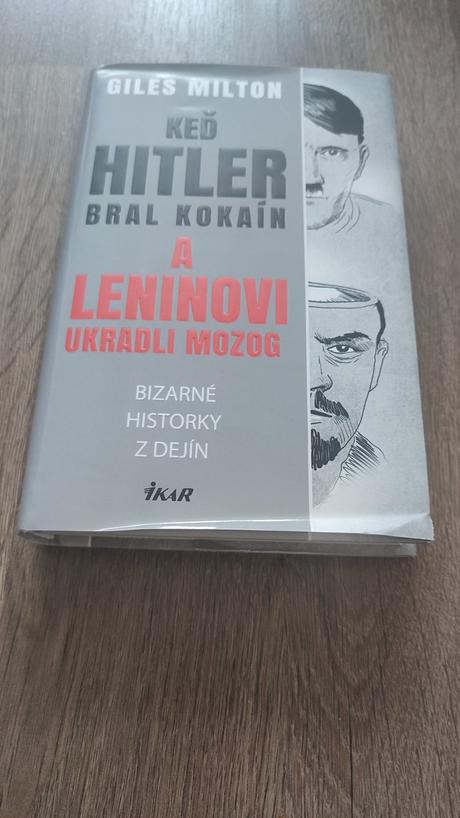 GILES MILTON
KEĎ
HITLER
BRAL KOKAÍN
A
LENINOVI
UKRADLI MOZOG
BIZARNÉ
HISTORKY
Z DEJÍN
IKAR